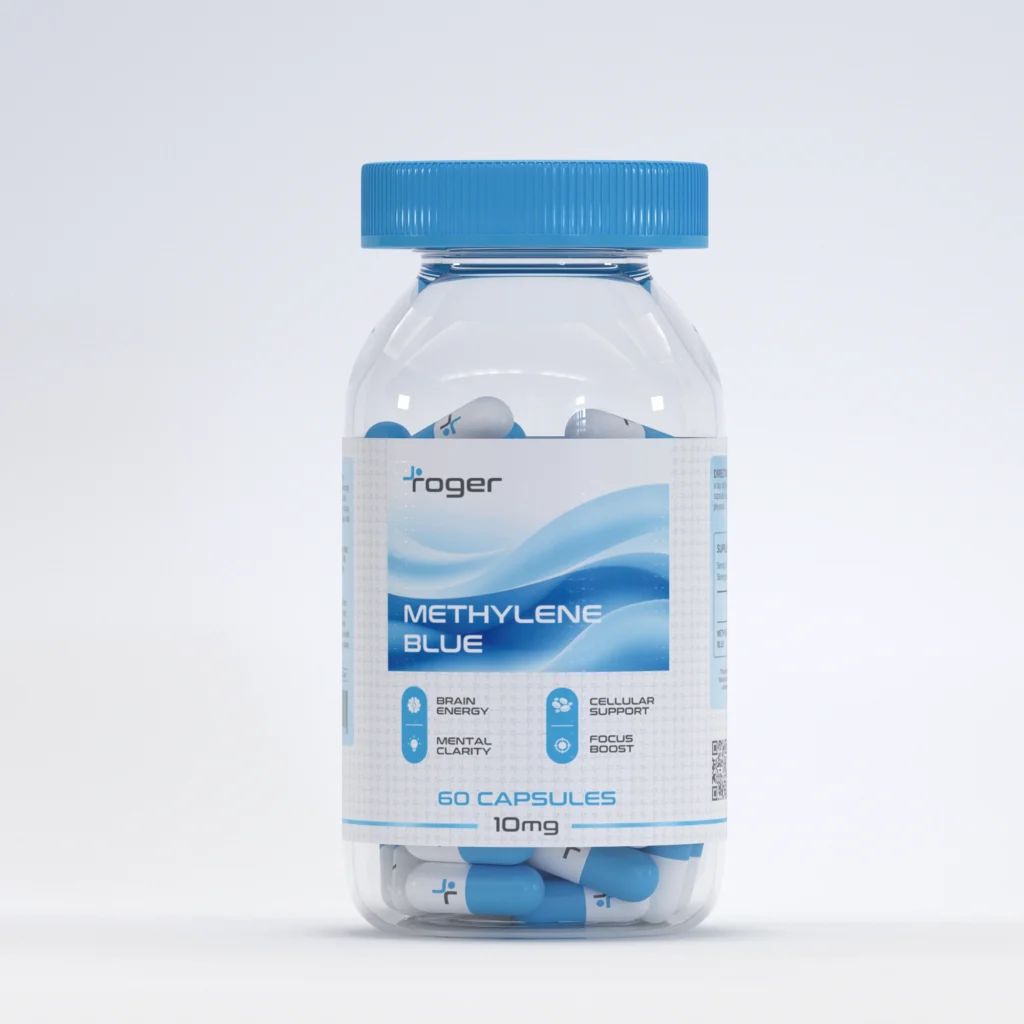 roger
METHYLENE
BLUE
BRAIN
ENERGY
MENTAL
CLARITY
CELLULAR
SUPPORT
FOCUS
BOOST
60 CAPSULES
10mg